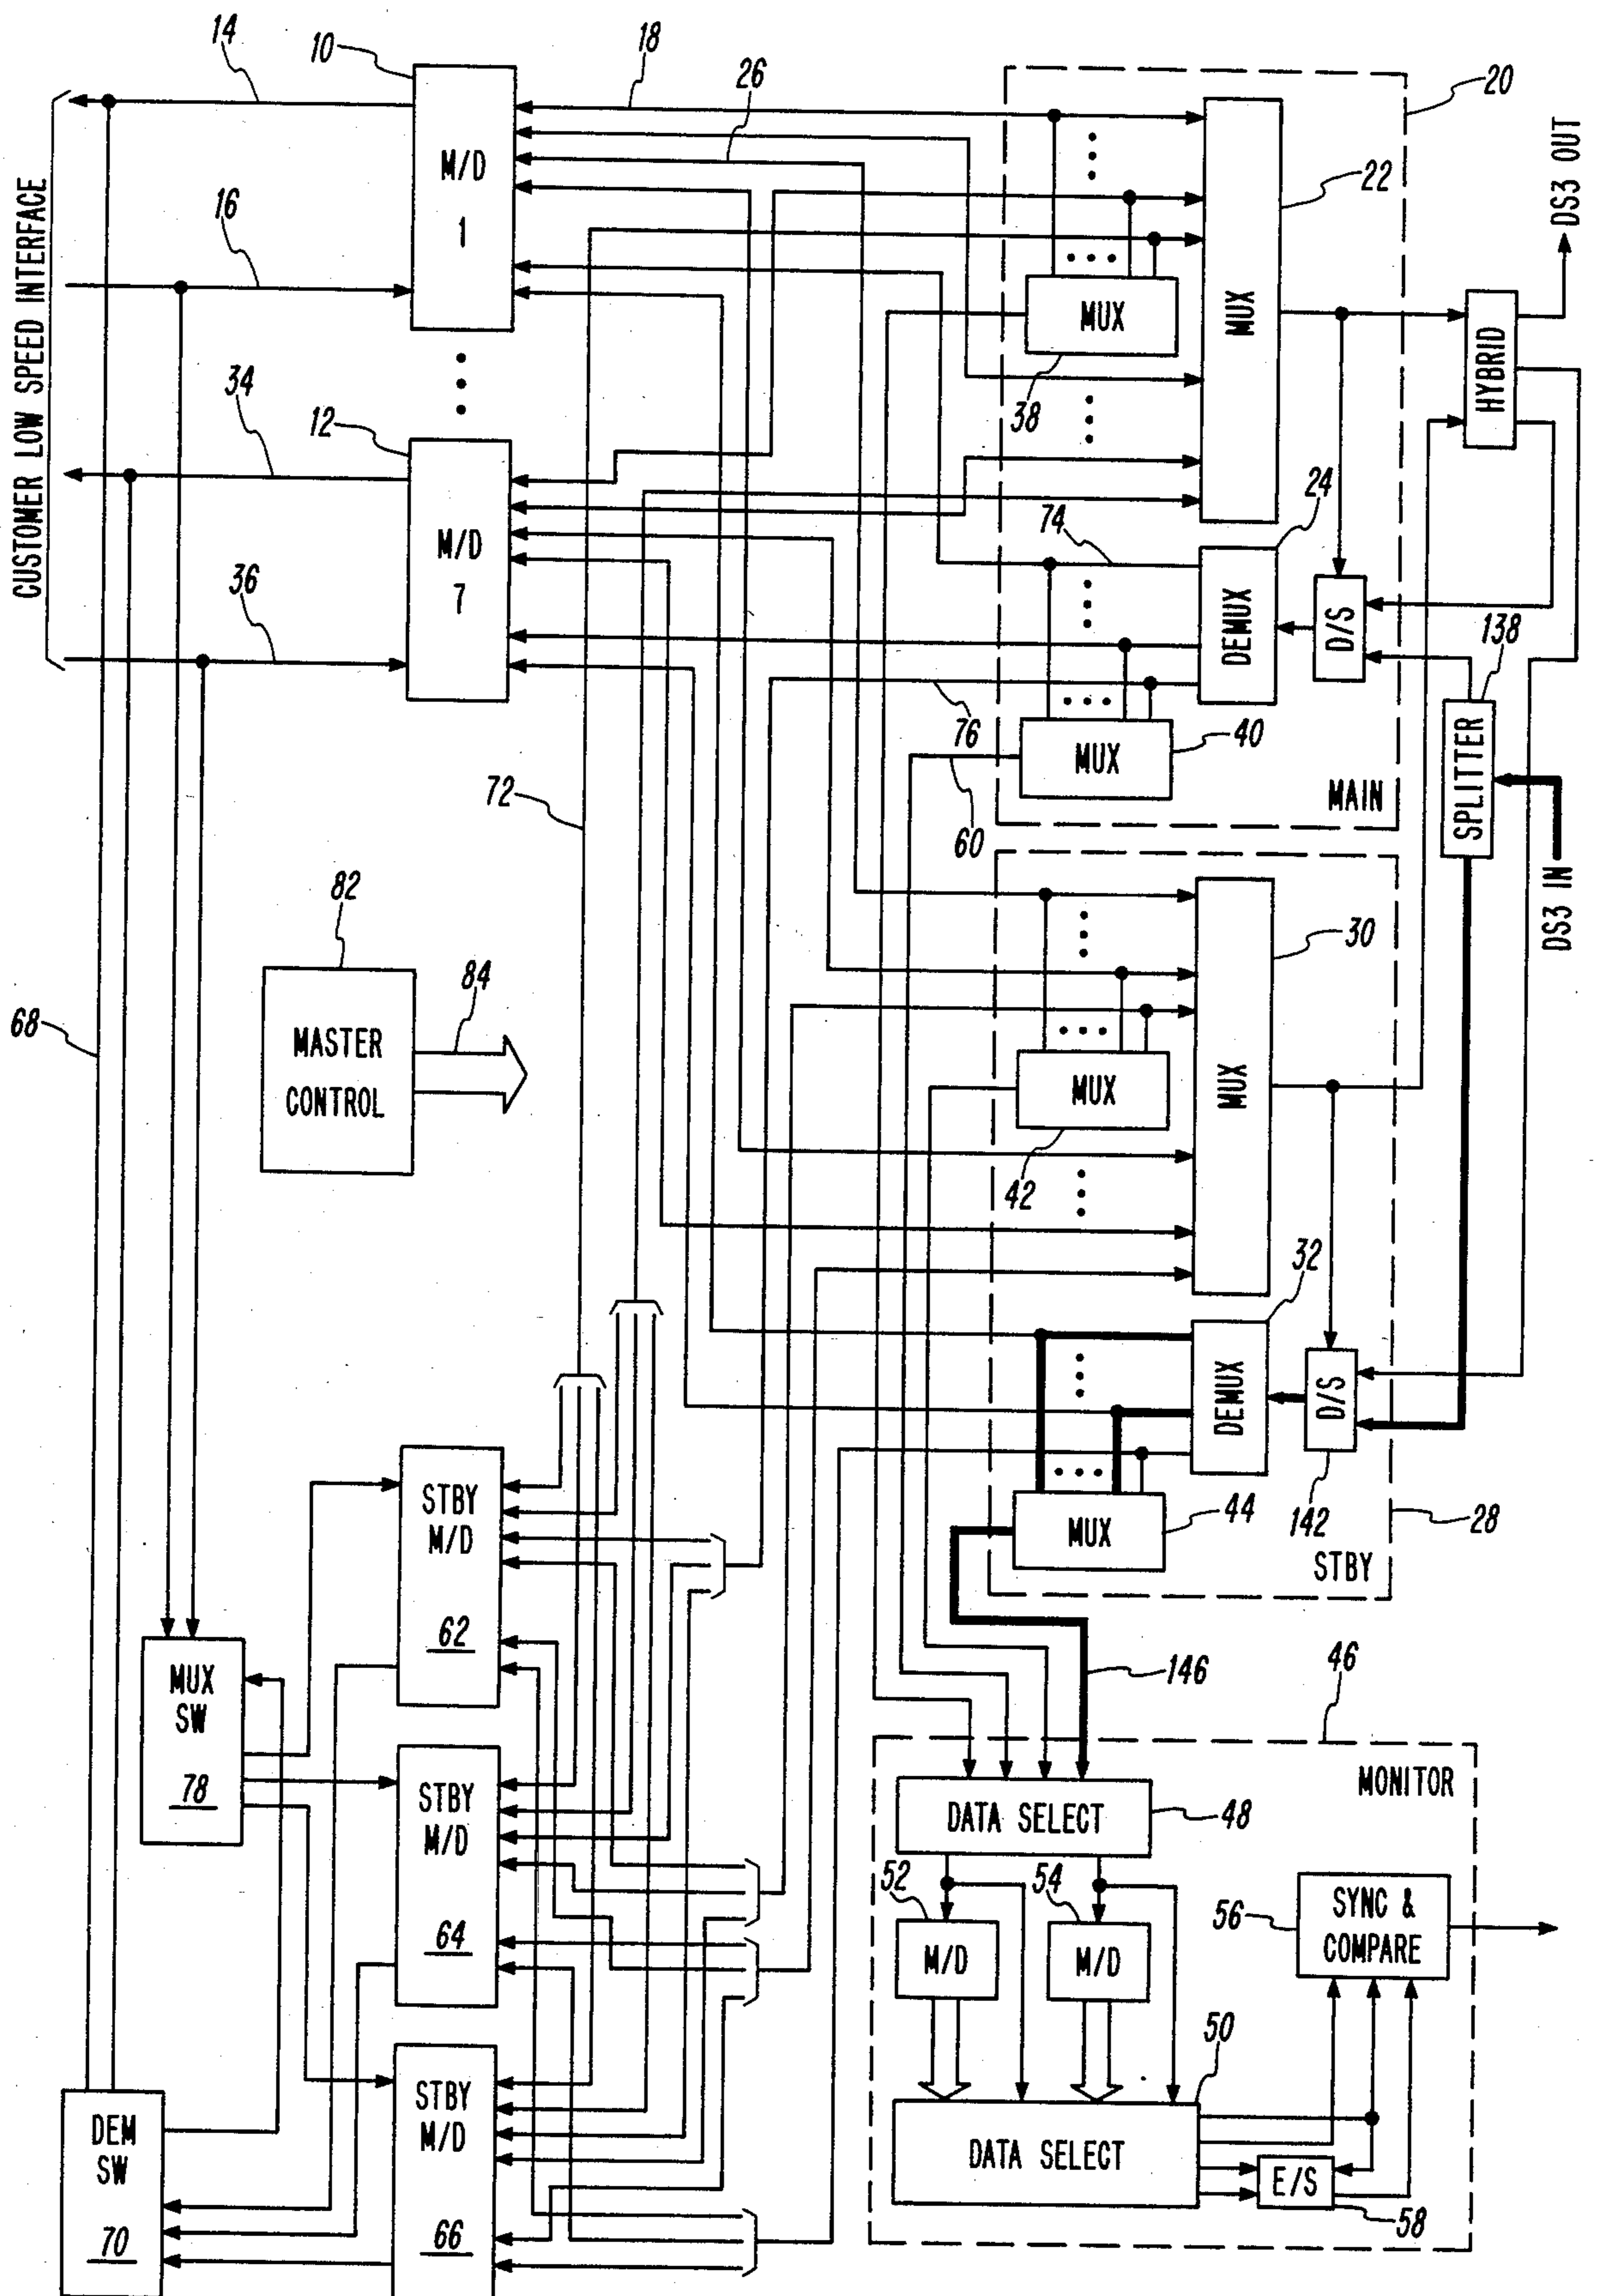 14
10
18
26
20
CUSTOMER LOW SPEED INTERFACE
M/D
1
DS3 OUT
22
16
MUX
MUX
HYBRID
38
34
12
M/D
7
24
74
36
DEMUX
D/S
138
76
MUX
40
SPLITTER
72
60
MAIN
DS3 IN
82
84
30
68
MASTER
CONTROL
MUX
MUX
42
32
DEMUX
D/S
STBY
M/D
62
MUX
44
142
28
STBY
MUX
SW
78
146
46
STBY
M/D
64
MONITOR
DATA SELECT
48
52
54
56
SYNC &
COMPARE
M/D
M/D
50
STBY
M/D
66
DEM
SW
70
DATA SELECT
E/S
58